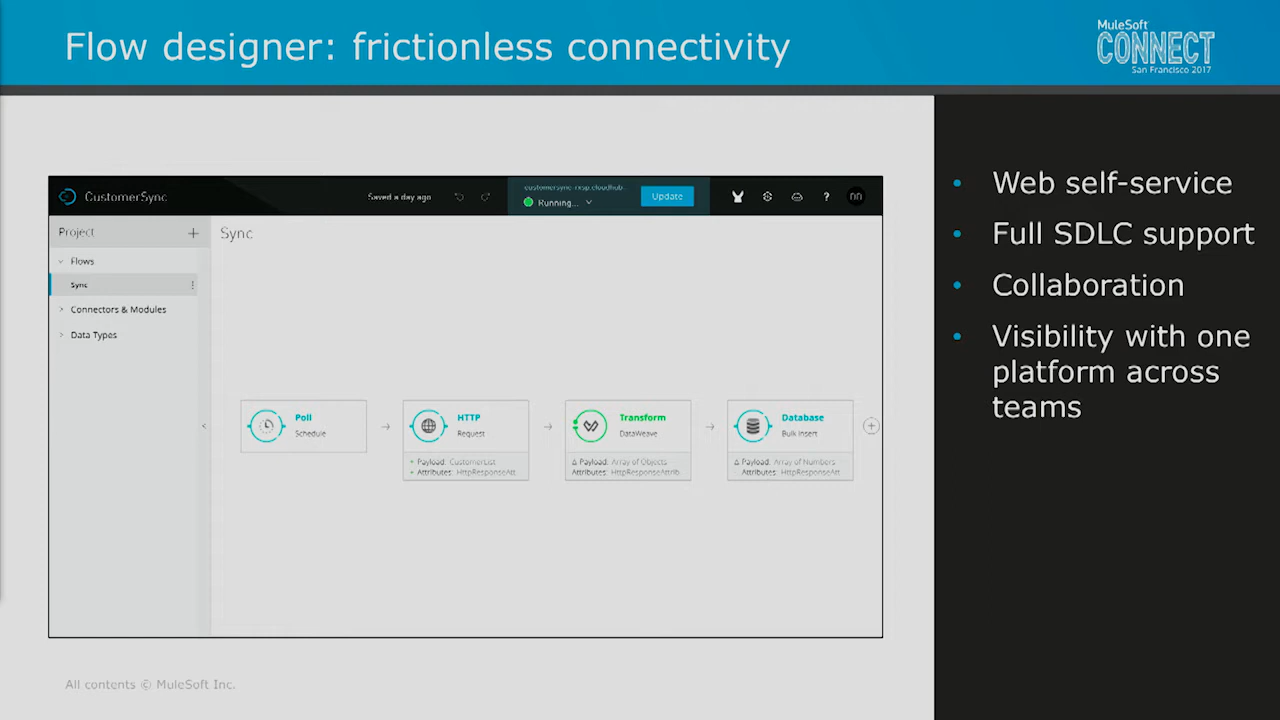 Flow designer: frictionless connectivity
MuleSoft
CONNECT
San Francisco 2017
CustomerSync
Saved a day ago
customersync-rxsp.cloudhub...
Running...
Update
?
Project
Sync
Flows
Sync
Connectors & Modules
Data Types
Poll
Schedule
HTTP
Request
Payload: CustomerList
Attributes: HttpResponseAtt
Transform
DataWeave
Payload: Array of Objects
Attributes: HttpResponseAttrib
Database
Bulk Insert
Payload: Array of Numbers
Attributes: HttpResponseAtt
• Web self-service
• Full SDLC support
• Collaboration
• Visibility with one
platform across
teams
All contents © MuleSoft Inc.